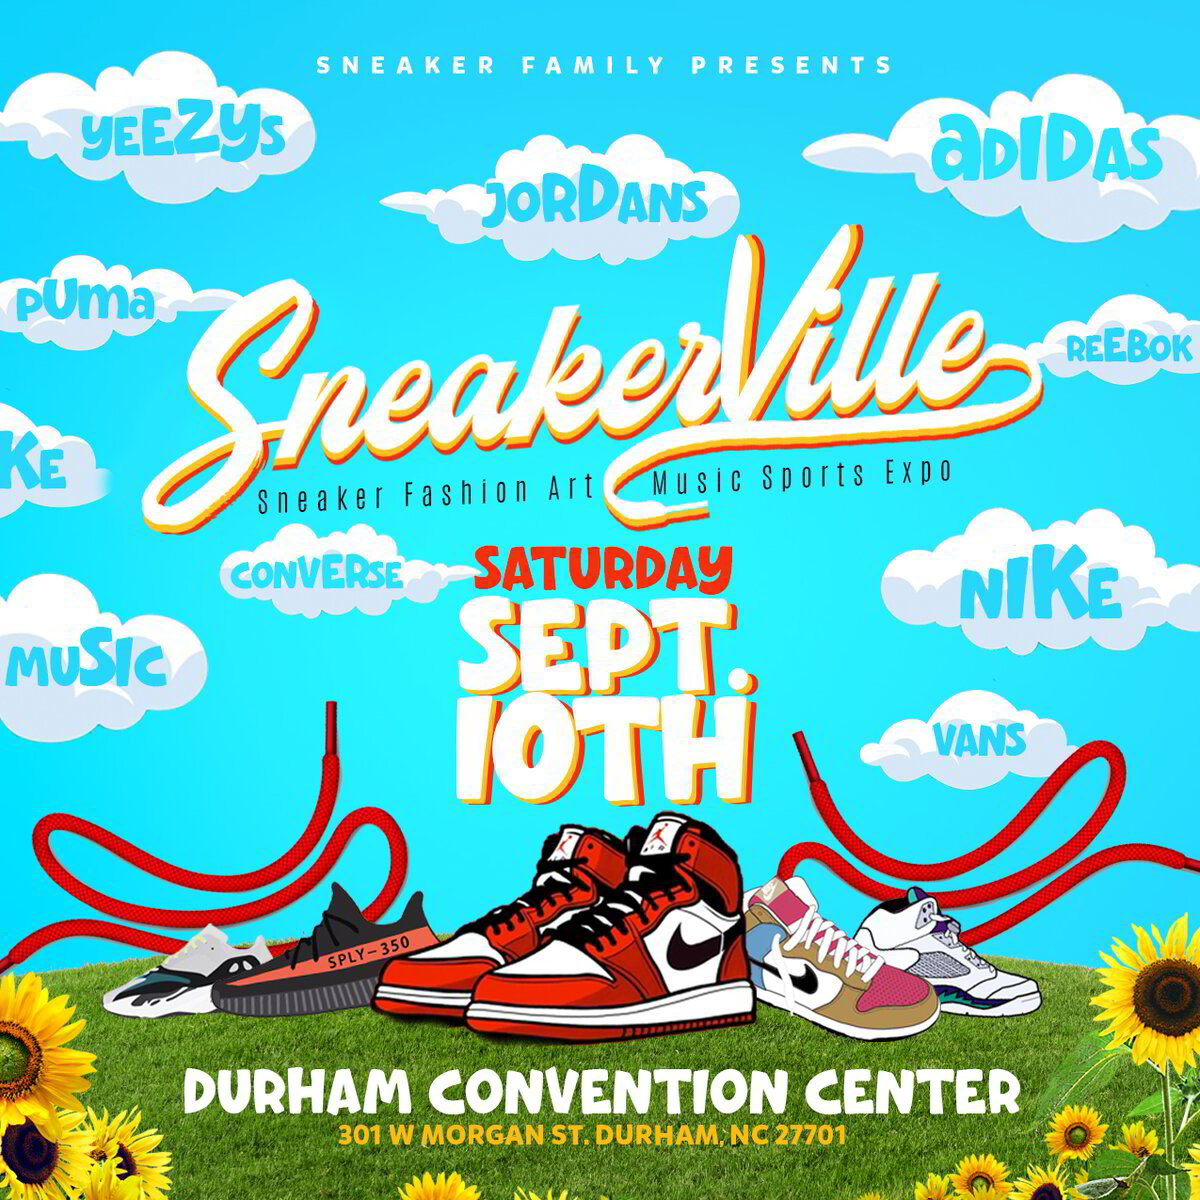 SNEAKER FAMILY PRESENTS
YEEZYS
JORDANS
ADIDAS
PUMA
SneakerVille
REEBOK
KE
Sneaker Fashion Art Music Sports Expo
CONVERSE
SATURDAY
SEPT.
10TH
NIKE
MUSIC
VANS
SPLY-350
DURHAM CONVENTION CENTER
301 W MORGAN ST. DURHAM, NC 27701